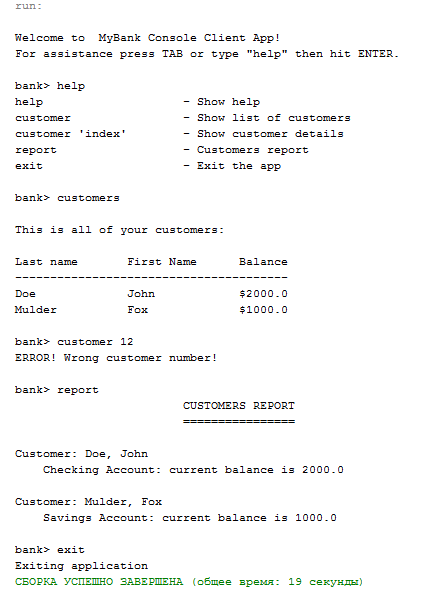 run:
Welcome to  MyBank Console Client App!
For assistance press TAB or type "help" then hit ENTER.
bank> help
help                    - Show help
customer                - Show list of customers
customer 'index'        - Show customer details
report                  - Customers report
exit                    - Exit the app
bank> customers
This is all of your customers:
Last name       First Name      Balance
---------------------------------------
Doe             John            $2000.0
Mulder          Fox             $1000.0
bank> customer 12
ERROR! Wrong customer number!
bank> report
                        CUSTOMERS REPORT
                        ================
Customer: Doe, John
    Checking Account: current balance is 2000.0
Customer: Mulder, Fox
    Savings Account: current balance is 1000.0
bank> exit
Exiting application
СБОРКА УСПЕШНО ЗАВЕРШЕНА (общее время: 19 секунды)